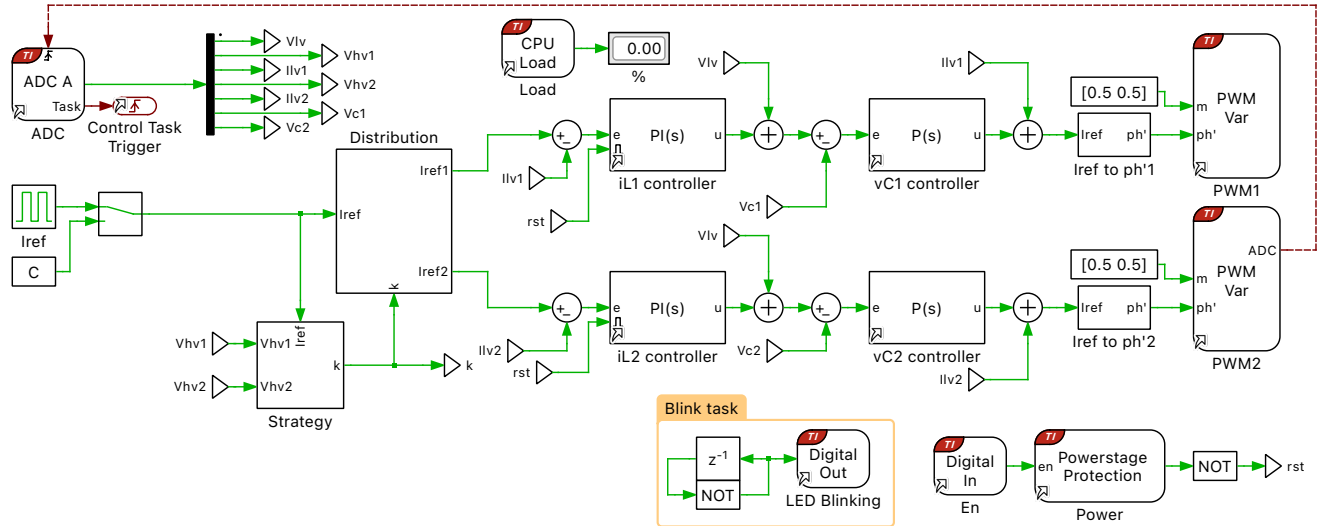 TI
ADC A
Task
ADC
Control Task
Trigger
Vlv
Vhv1
Ilv1
Vhv2
Ilv2
Vc1
Vc2
TI
CPU
Load
Load
0.00
%
Iref
C
Distribution
Iref
Iref1
Iref2
k
Vhv1
Vhv2
Iref
Vhv1
Vhv2
k
Strategy
k
Ilv1
rst
e
PI(s)
u
iL1 controller
Vlv
Vc1
e
P(s)
u
vC1 controller
Ilv1
[0.5 0.5]
Iref
ph'
Iref to ph'1
TI
PWM
Var
m
ph'
PWM1
Ilv2
rst
e
PI(s)
u
iL2 controller
Vlv
Vc2
e
P(s)
u
vC2 controller
Ilv2
[0.5 0.5]
Iref
ph'
Iref to ph'2
TI
ADC
PWM
Var
m
ph'
PWM2
Blink task
z-1
NOT
TI
Digital
Out
LED Blinking
TI
Digital
In
En
TI
en
Powerstage
Protection
Power
NOT
rst